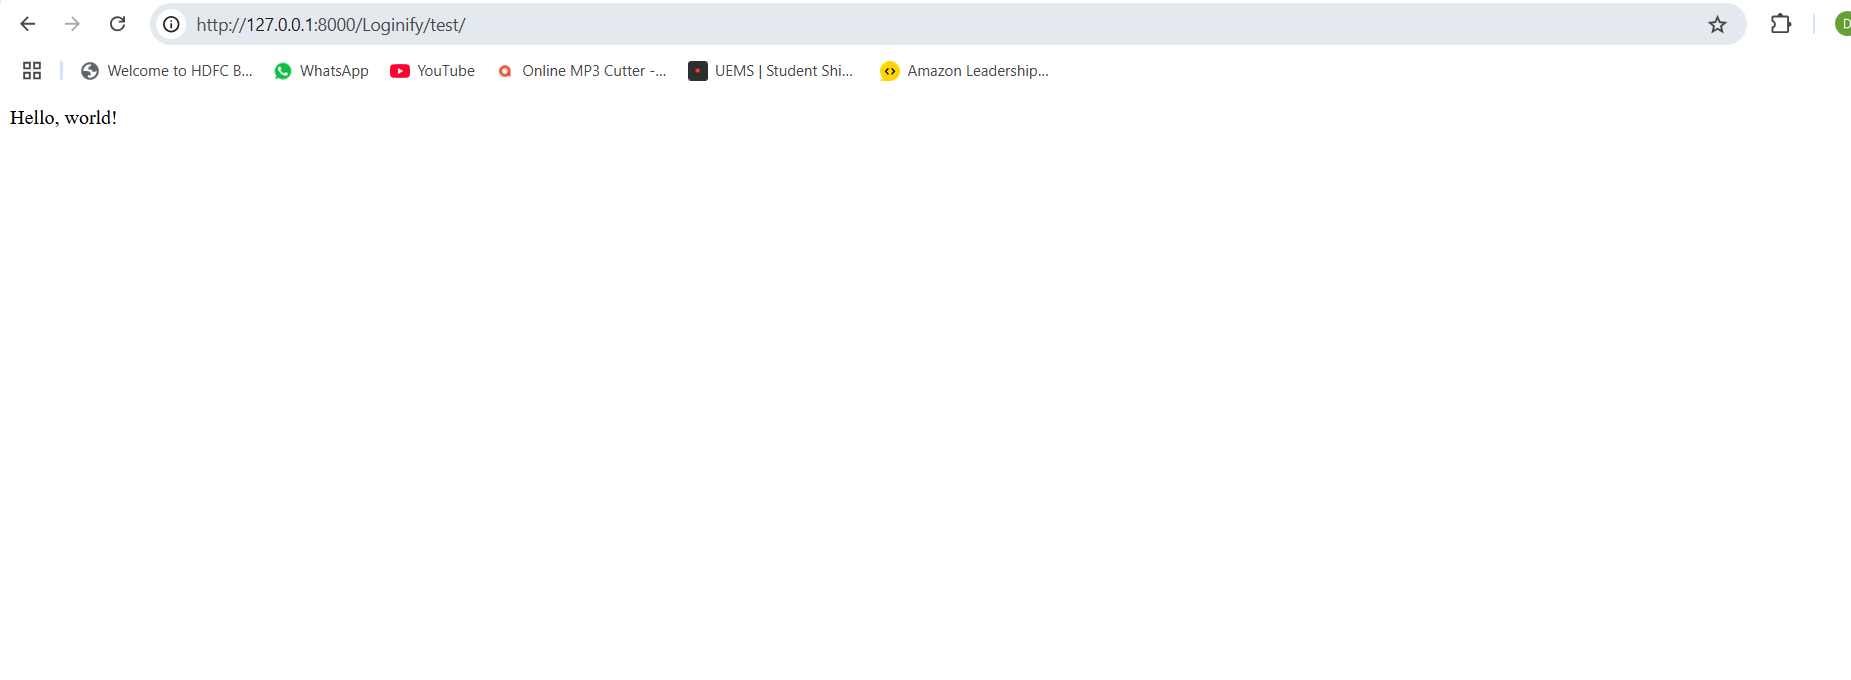 http://127.0.0.1:8000/Loginify/test/
D
Welcome to HDFC B... WhatsApp YouTube Online MP3 Cutter -... UEMS | Student Shi... Amazon Leadership...
Hello, world!